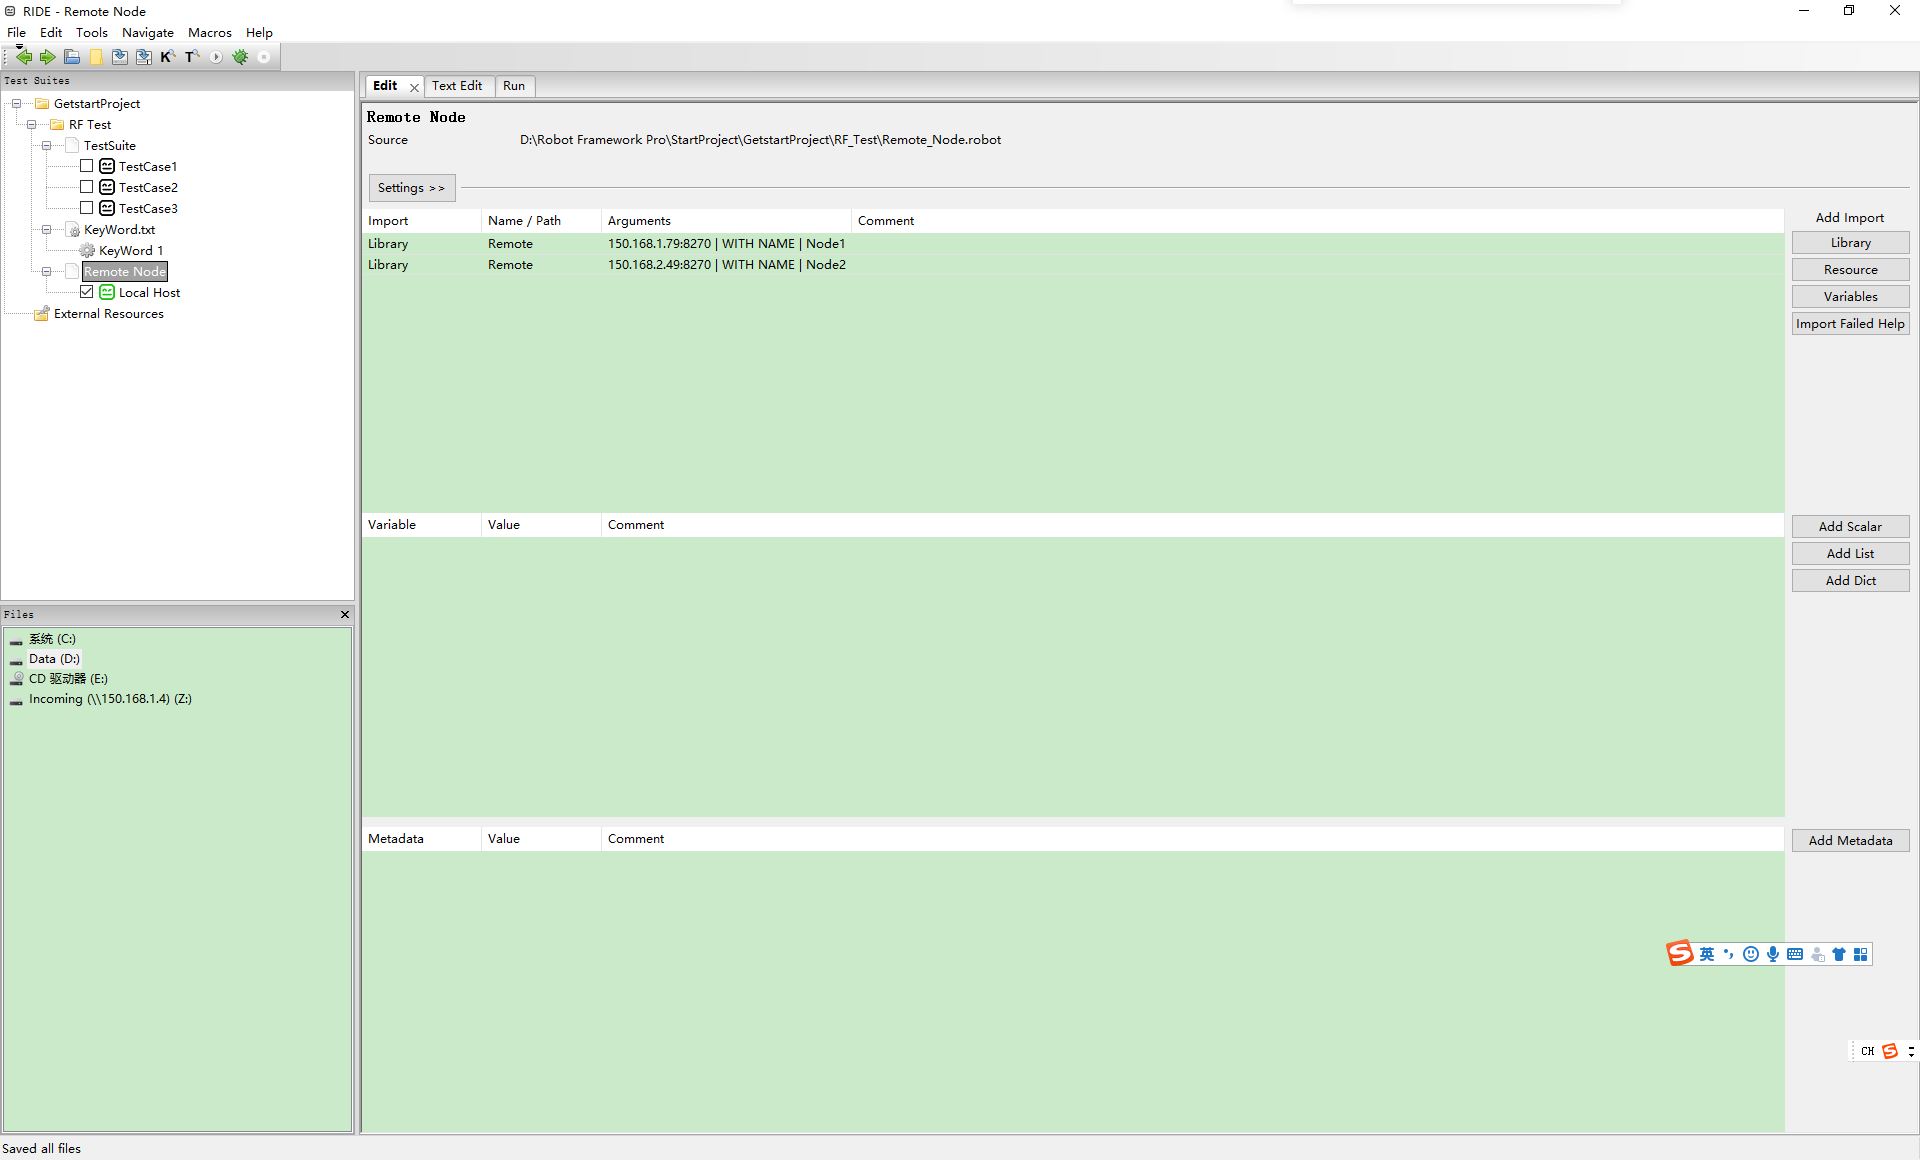 RIDE - Remote Node
File Edit Tools Navigate Macros Help
Test Suites
GetstartProject
RF Test
TestSuite
TestCase1
TestCase2
TestCase3
KeyWord.txt
KeyWord 1
Remote Node
Local Host
External Resources
Files
系统 (C:)
Data (D:)
CD 驱动器 (E:)
Incoming (\\150.168.1.4) (Z:)
Edit Text Edit Run
Remote Node
Source D:\Robot Framework Pro\StartProject\GetstartProject\RF_Test\Remote_Node.robot
Settings >>
Import Name / Path Arguments Comment
Library Remote 150.168.1.79:8270 | WITH NAME | Node1
Library Remote 150.168.2.49:8270 | WITH NAME | Node2
Add Import
Library
Resource
Variables
Import Failed Help
Variable Value Comment
Add Scalar
Add List
Add Dict
Metadata Value Comment
Add Metadata
英
CH
Saved all files